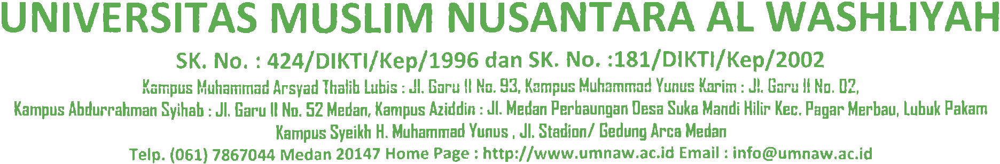 UNIVERSITAS MUSLIM NUSANTARA AL WASHLIYAH
SK. No. : 424/DIKTI/Kep/1996 dan SK. No. :181/DIKTI/Kep/2002
Kampus Muhammad Arsyad Thalib Lubis : Jl. Garu II No. 93, Kampus Muhammad Yunus Karim : Jl. Garu II No. 02,
Kampus Abdurrahman Syihab : Jl. Garu II No. 52 Medan, Kampus Aziddin : Jl. Medan Perbaungan Desa Suka Mandi Hilir Kec. Pagar Merbau, Lubuk Pakam
Kampus Syeikh H. Muhammad Yunus , Jl. Stadion/ Gedung Arca Medan
Telp. (061) 7867044 Medan 20147 Home Page : http://www.umnaw.ac.id Email : info@umnaw.ac.id